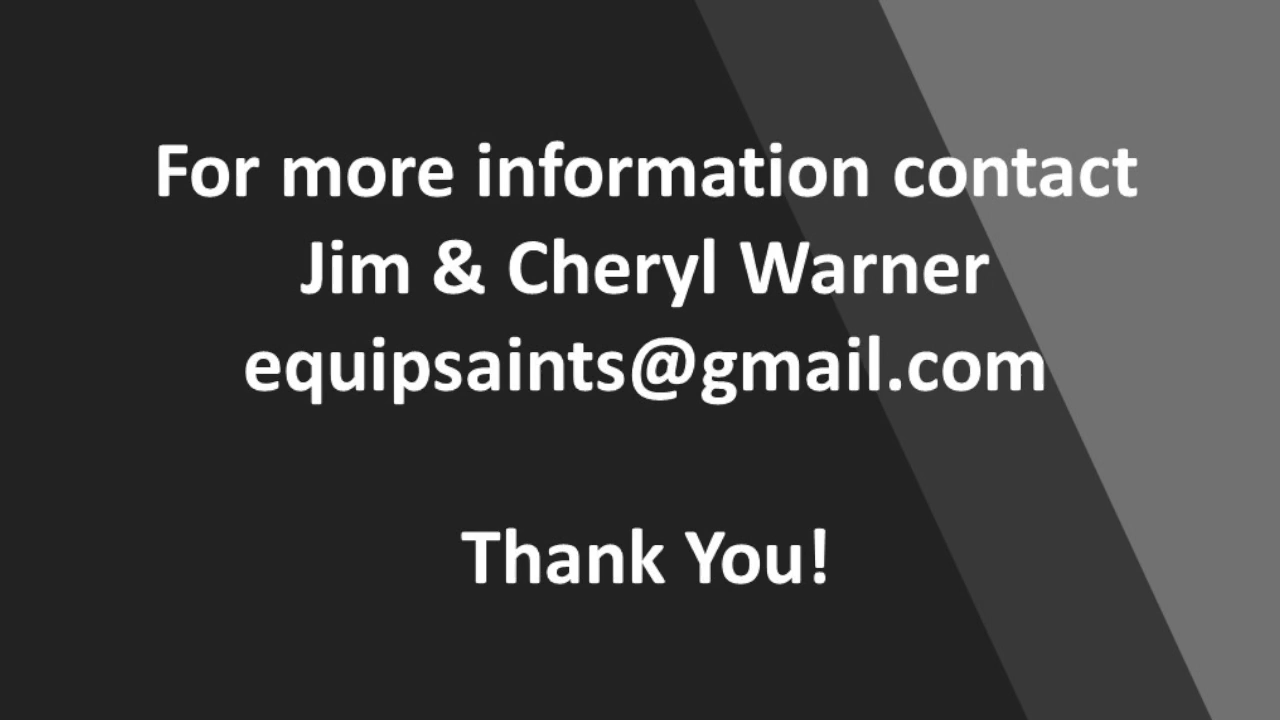 For more information contact
Jim & Cheryl Warner
equipsaints@gmail.com
Thank You!